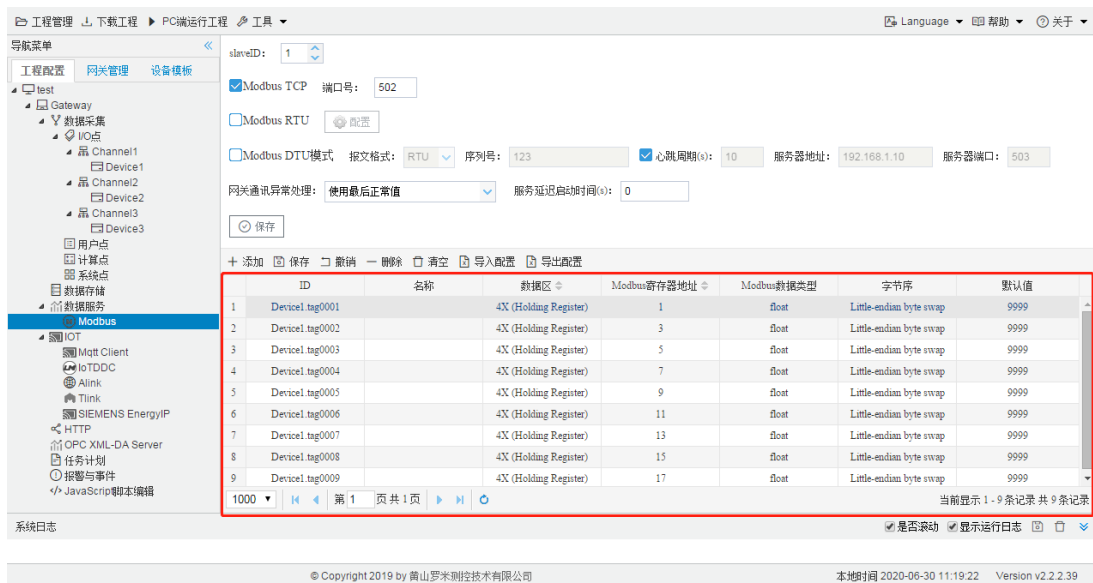 工程管理 下载工程 PC端运行工程 工具 Language 帮助 关于
导航菜单
工程配置 网关管理 设备模板
test
Gateway
数据采集
I/O点
Channel1
Device1
Channel2
Device2
Channel3
Device3
用户点
计算点
系统点
数据存储
数据服务
Modbus
IOT
Mqtt Client
IoTDDC
Alink
Tlink
SIEMENS EnergyIP
HTTP
OPC XML-DA Server
任务计划
报警与事件
JavaScript脚本编辑
slaveID: 1
Modbus TCP 端口号: 502
Modbus RTU 配置
Modbus DTU模式 报文格式: RTU 序列号: 123 心跳周期(s): 10 服务器地址: 192.168.1.10 服务器端口: 503
网关通讯异常处理: 使用最后正常值 服务延迟启动时间(s): 0
保存
添加 保存 撤销 删除 清空 导入配置 导出配置
ID 名称 数据区 Modbus寄存器地址 Modbus数据类型 字节序 默认值
1 Device1.tag0001 4X (Holding Register) 1 float Little-endian byte swap 9999
2 Device1.tag0002 4X (Holding Register) 3 float Little-endian byte swap 9999
3 Device1.tag0003 4X (Holding Register) 5 float Little-endian byte swap 9999
4 Device1.tag0004 4X (Holding Register) 7 float Little-endian byte swap 9999
5 Device1.tag0005 4X (Holding Register) 9 float Little-endian byte swap 9999
6 Device1.tag0006 4X (Holding Register) 11 float Little-endian byte swap 9999
7 Device1.tag0007 4X (Holding Register) 13 float Little-endian byte swap 9999
8 Device1.tag0008 4X (Holding Register) 15 float Little-endian byte swap 9999
9 Device1.tag0009 4X (Holding Register) 17 float Little-endian byte swap 9999
1000 第 1 页共1页 当前显示 1 - 9 条记录 共 9 条记录
系统日志 是否滚动 显示运行日志
© Copyright 2019 by 黄山罗米测控技术有限公司 本地时间 2020-06-30 11:19:22 Version v2.2.2.39